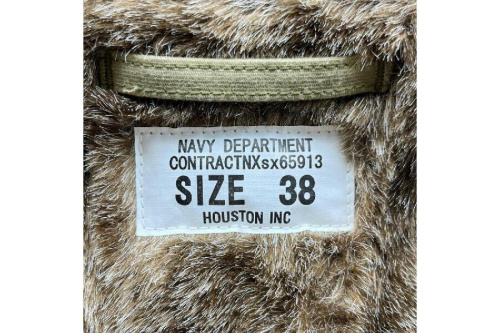 NAVY DEPARTMENT
CONTRACTNXsx65913
SIZE 38
HOUSTON INC